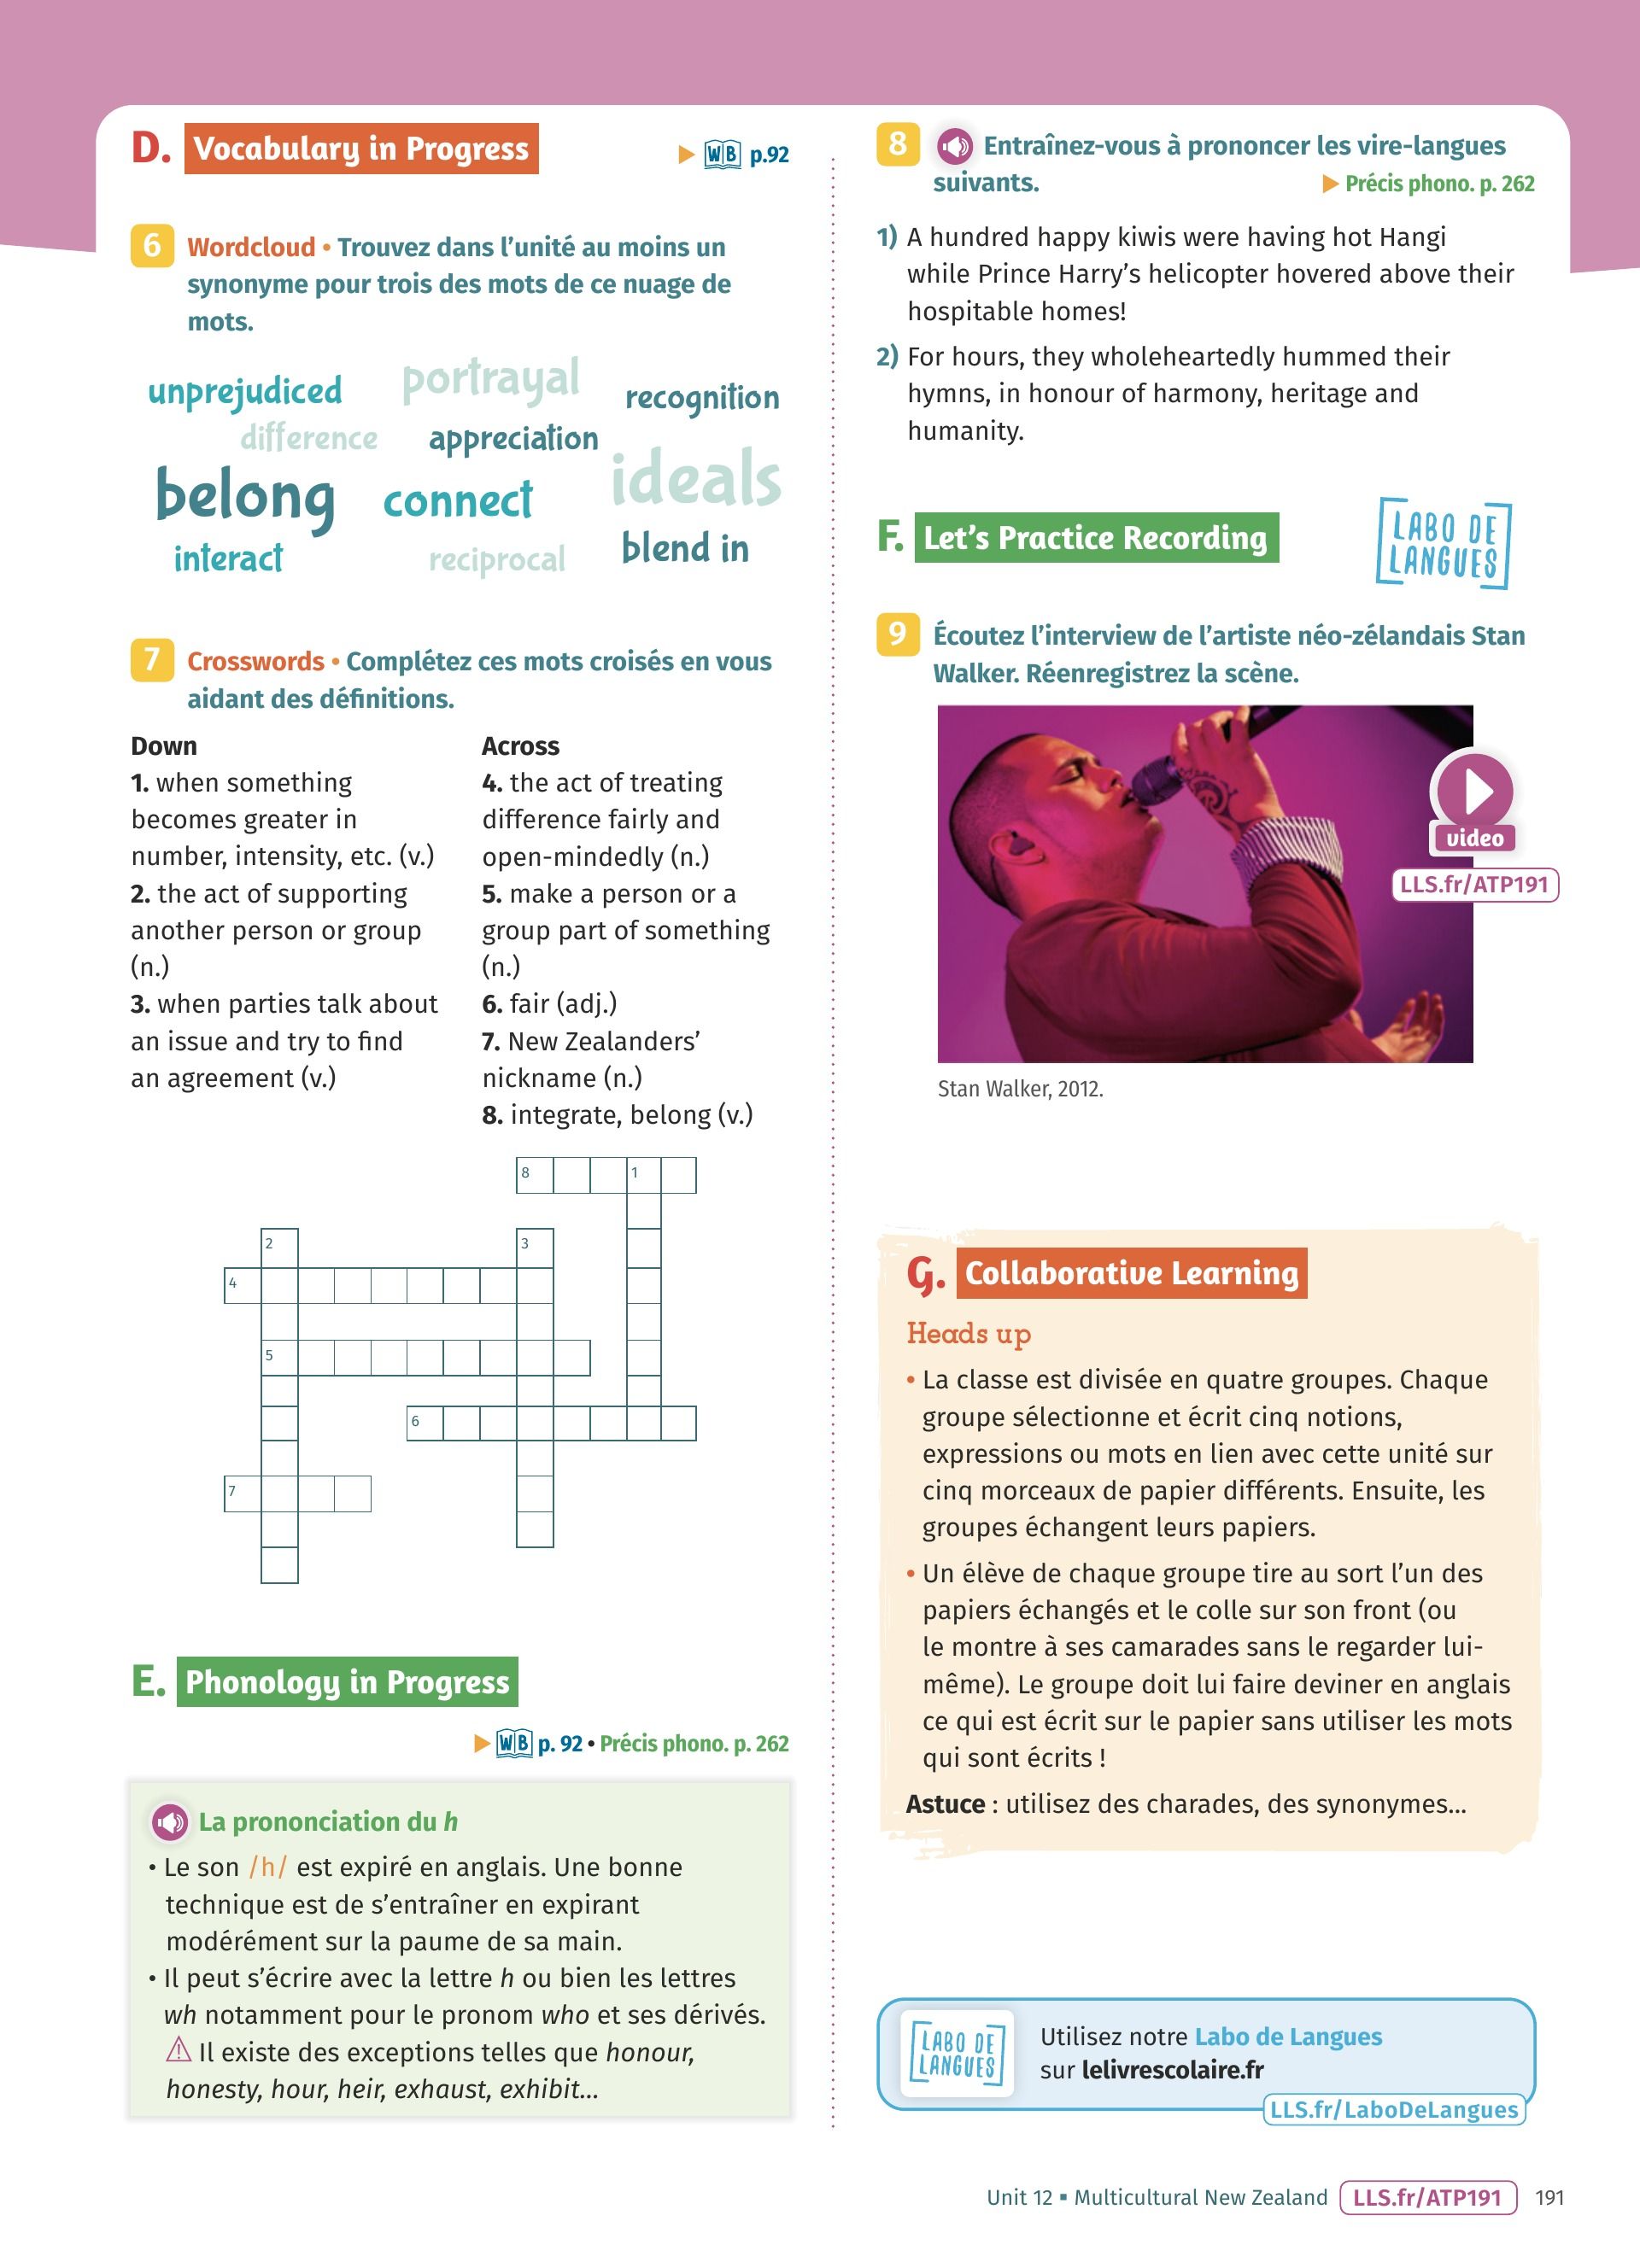 D. Vocabulary in Progress
WB p.92
6 Wordcloud • Trouvez dans l'unité au moins un
synonyme pour trois des mots de ce nuage de
mots.
unprejudiced portrayal recognition
difference appreciation
belong connect ideals
interact reciprocal blend in
7 Crosswords • Complétez ces mots croisés en vous
aidant des définitions.
Down
1. when something
becomes greater in
number, intensity, etc. (v.)
2. the act of supporting
another person or group
(n.)
3. when parties talk about
an issue and try to find
an agreement (v.)
Across
4. the act of treating
difference fairly and
open-mindedly (n.)
5. make a person or a
group part of something
(n.)
6. fair (adj.)
7. New Zealanders'
nickname (n.)
8. integrate, belong (v.)
8 1
2 3
4
5
6
7
E. Phonology in Progress
WB p. 92 • Précis phono. p. 262
La prononciation du h
• Le son /h/ est expiré en anglais. Une bonne
technique est de s'entraîner en expirant
modérément sur la paume de sa main.
• Il peut s'écrire avec la lettre h ou bien les lettres
wh notamment pour le pronom who et ses dérivés.
⚠ Il existe des exceptions telles que honour,
honesty, hour, heir, exhaust, exhibit...
8 Entraînez-vous à prononcer les vire-langues
suivants. Précis phono. p. 262
1) A hundred happy kiwis were having hot Hangi
while Prince Harry's helicopter hovered above their
hospitable homes!
2) For hours, they wholeheartedly hummed their
hymns, in honour of harmony, heritage and
humanity.
F. Let's Practice Recording
LABO DE
LANGUES
9 Écoutez l'interview de l'artiste néo-zélandais Stan
Walker. Réenregistrez la scène.
video
LLS.fr/ATP191
Stan Walker, 2012.
G. Collaborative Learning
Heads up
• La classe est divisée en quatre groupes. Chaque
groupe sélectionne et écrit cinq notions,
expressions ou mots en lien avec cette unité sur
cinq morceaux de papier différents. Ensuite, les
groupes échangent leurs papiers.
• Un élève de chaque groupe tire au sort l'un des
papiers échangés et le colle sur son front (ou
le montre à ses camarades sans le regarder lui-
même). Le groupe doit lui faire deviner en anglais
ce qui est écrit sur le papier sans utiliser les mots
qui sont écrits !
Astuce : utilisez des charades, des synonymes...
LABO DE
LANGUES
Utilisez notre Labo de Langues
sur lelivrescolaire.fr
LLS.fr/LaboDeLangues
Unit 12 ▪ Multicultural New Zealand LLS.fr/ATP191 191